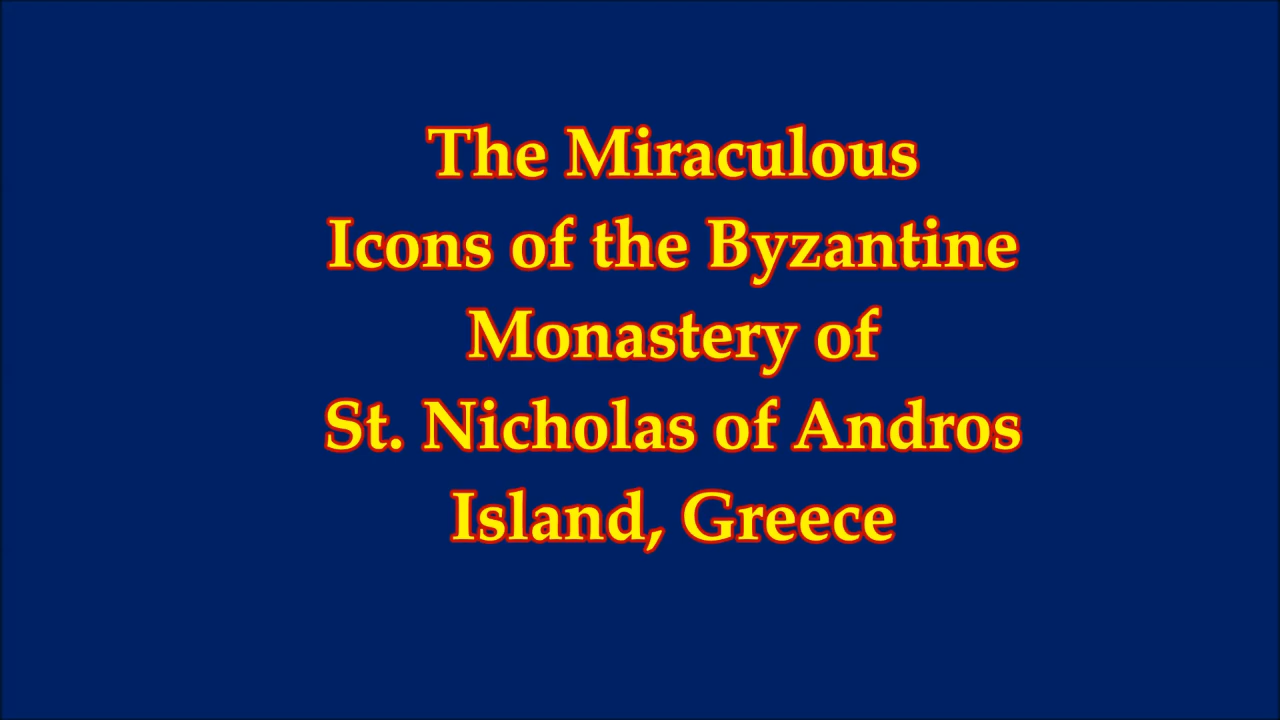 The Miraculous
Icons of the Byzantine
Monastery of
St. Nicholas of Andros
Island, Greece